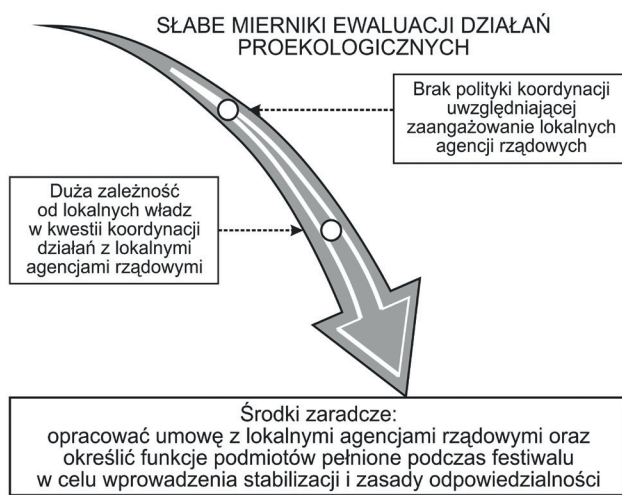 SŁABE MIERNIKI EWALUACJI DZIAŁAŃ
PROEKOLOGICZNYCH
Brak polityki koordynacji
uwzględniającej
zaangażowanie lokalnych
agencji rządowych
Duża zależność
od lokalnych władz
w kwestii koordynacji
działań z lokalnymi
agencjami rządowymi
Środki zaradcze:
opracować umowę z lokalnymi agencjami rządowymi oraz
określić funkcje podmiotów pełnione podczas festiwalu
w celu wprowadzenia stabilizacji i zasady odpowiedzialności